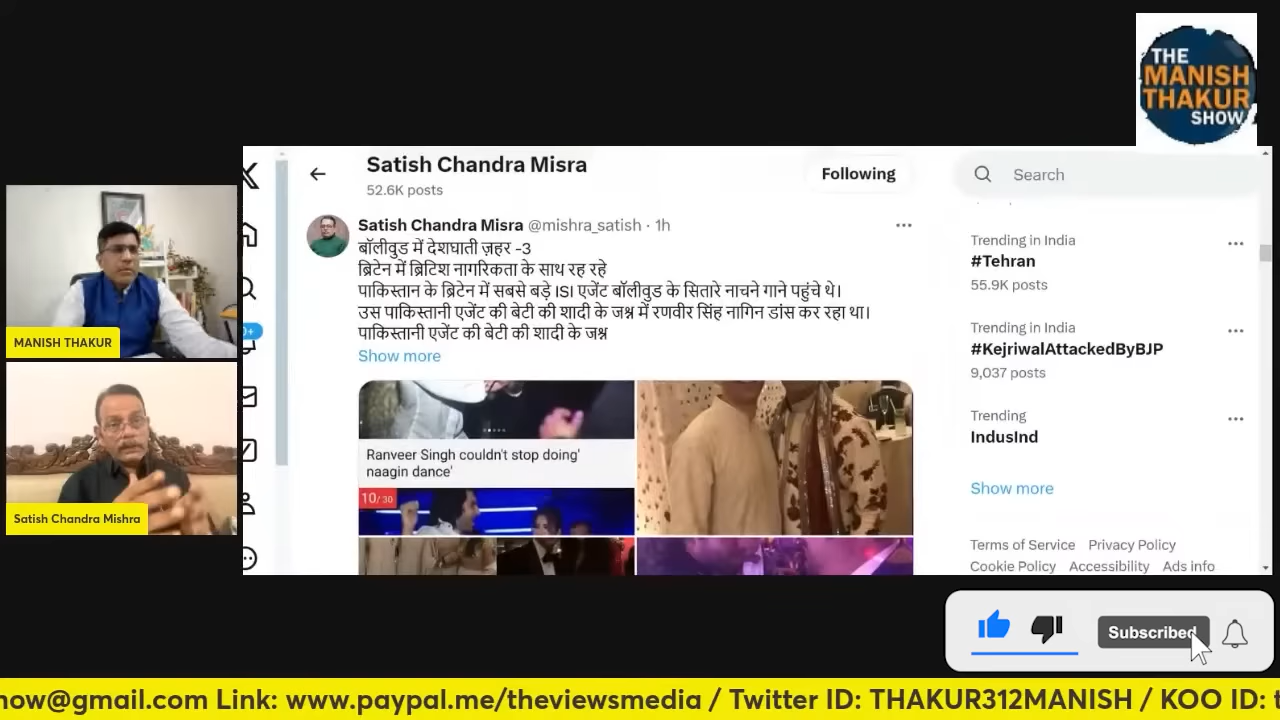 THE
MANISH
THAKUR
SHOW
MANISH THAKUR
Satish Chandra Mishra
Satish Chandra Misra
52.6K posts
Following
Satish Chandra Misra @mishra_satish · 1h
बॉलीवुड में देशघाती ज़हर -3
ब्रिटेन में ब्रिटिश नागरिकता के साथ रह रहे
पाकिस्तान के ब्रिटेन में सबसे बड़े ISI एजेंट बॉलीवुड के सितारे नाचने गाने पहुंचे थे।
उस पाकिस्तानी एजेंट की बेटी की शादी के जश्न में रणवीर सिंह नागिन डांस कर रहा था।
पाकिस्तानी एजेंट की बेटी की शादी के जश्न
Show more
Ranveer Singh couldn't stop doing'
naagin dance'
10/30
Search
Trending in India
#Tehran
55.9K posts
Trending in India
#KejriwalAttackedByBJP
9,037 posts
Trending
IndusInd
Show more
Terms of Service Privacy Policy
Cookie Policy Accessibility Ads info
Subscribed
how@gmail.com Link: www.paypal.me/theviewsmedia / Twitter ID: THAKUR312MANISH / KOO ID: